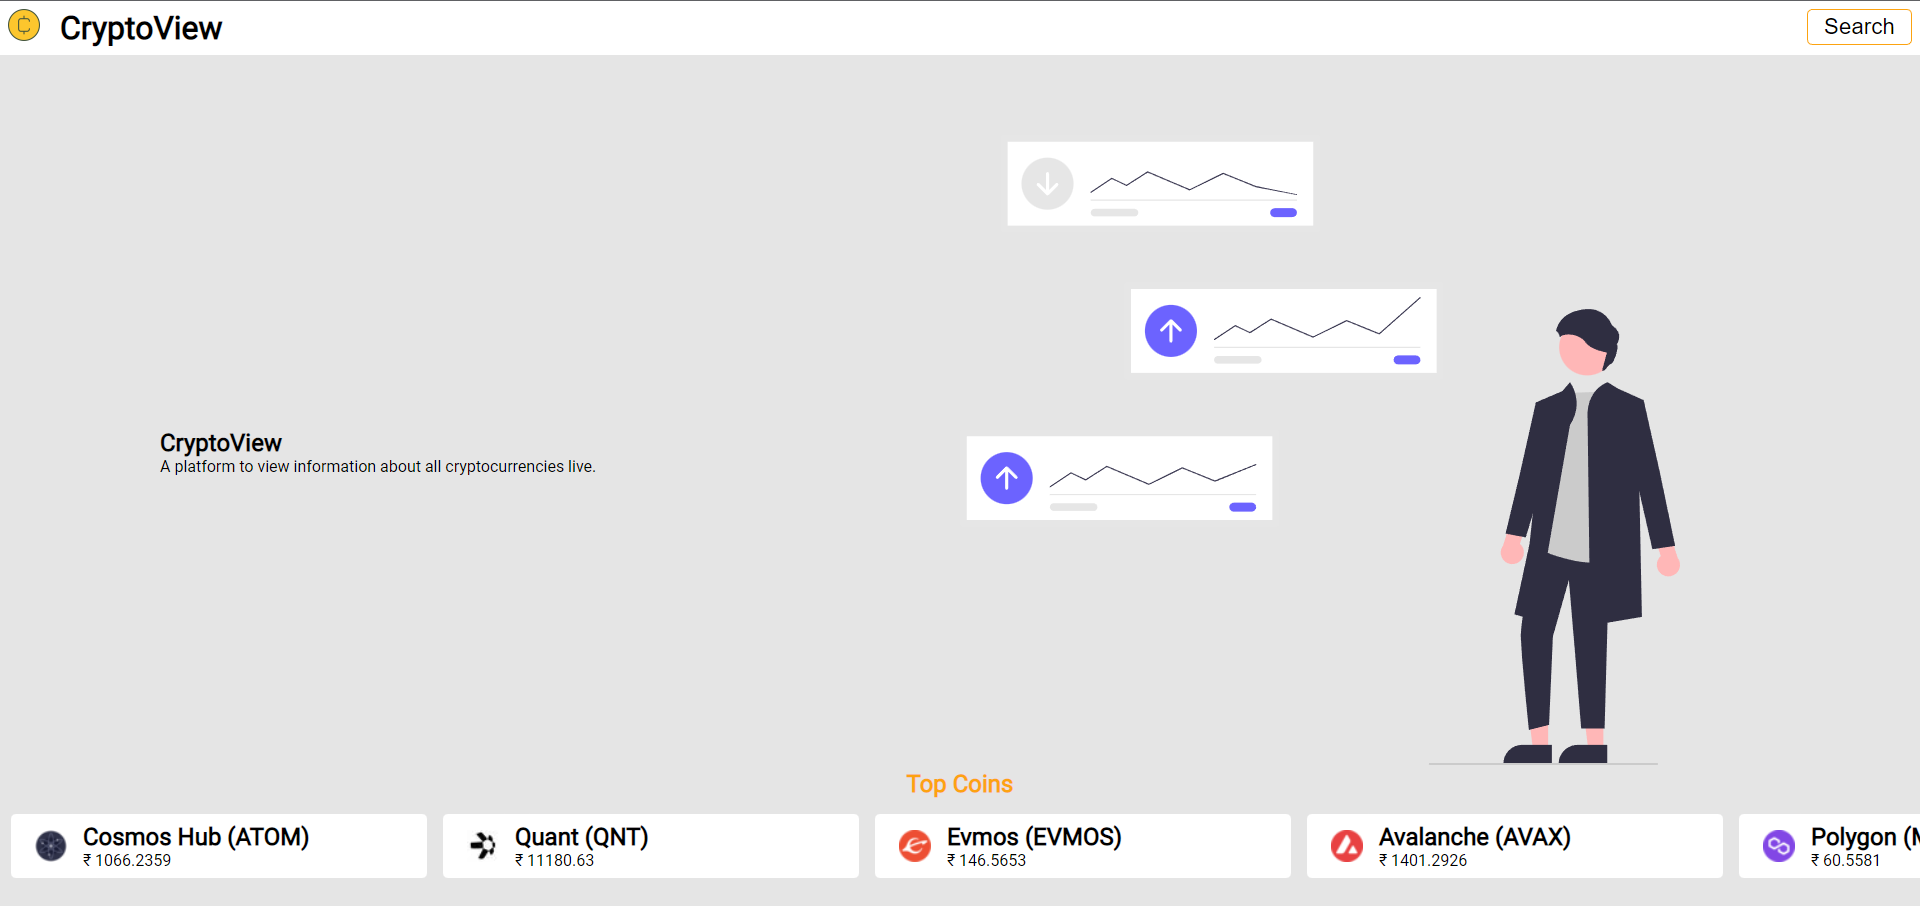 CryptoView
Search
CryptoView
A platform to view information about all cryptocurrencies live.
Top Coins
Cosmos Hub (ATOM)
₹ 1066.2359
Quant (QNT)
₹ 11180.63
Evmos (EVMOS)
₹ 146.5653
Avalanche (AVAX)
₹ 1401.2926
Polygon (
₹ 60.5581